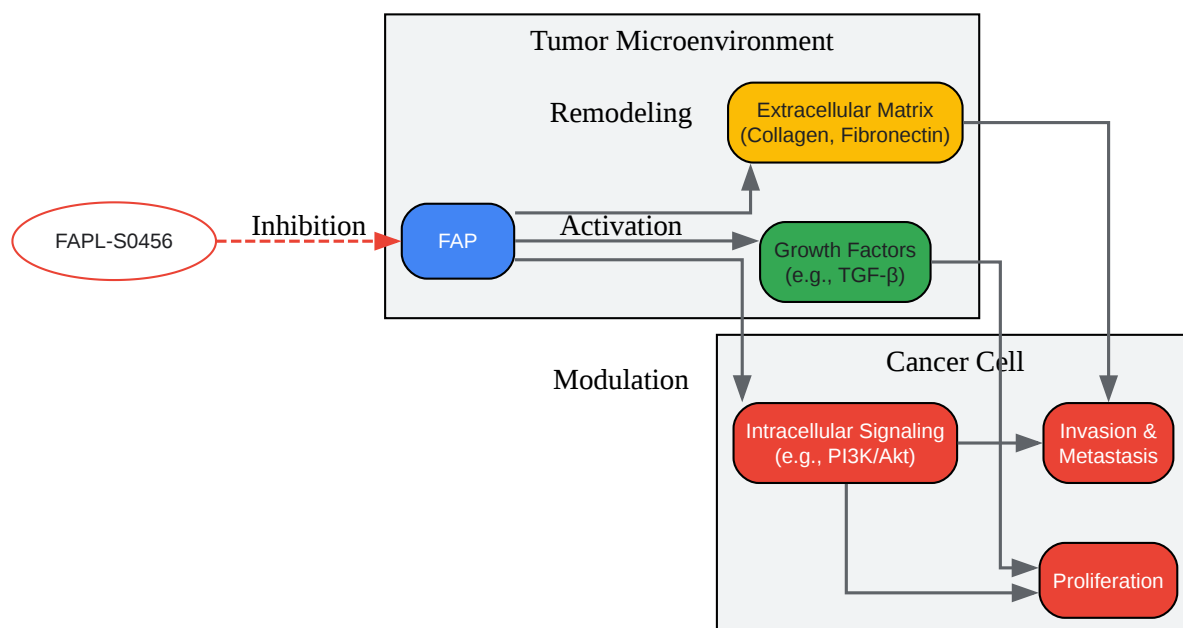 Tumor Microenvironment
Remodeling
Extracellular Matrix
(Collagen, Fibronectin)
FAPL-S0456
Inhibition
FAP
Activation
Growth Factors
(e.g., TGF-β)
Modulation
Cancer Cell
Intracellular Signaling
(e.g., PI3K/Akt)
Invasion &
Metastasis
Proliferation